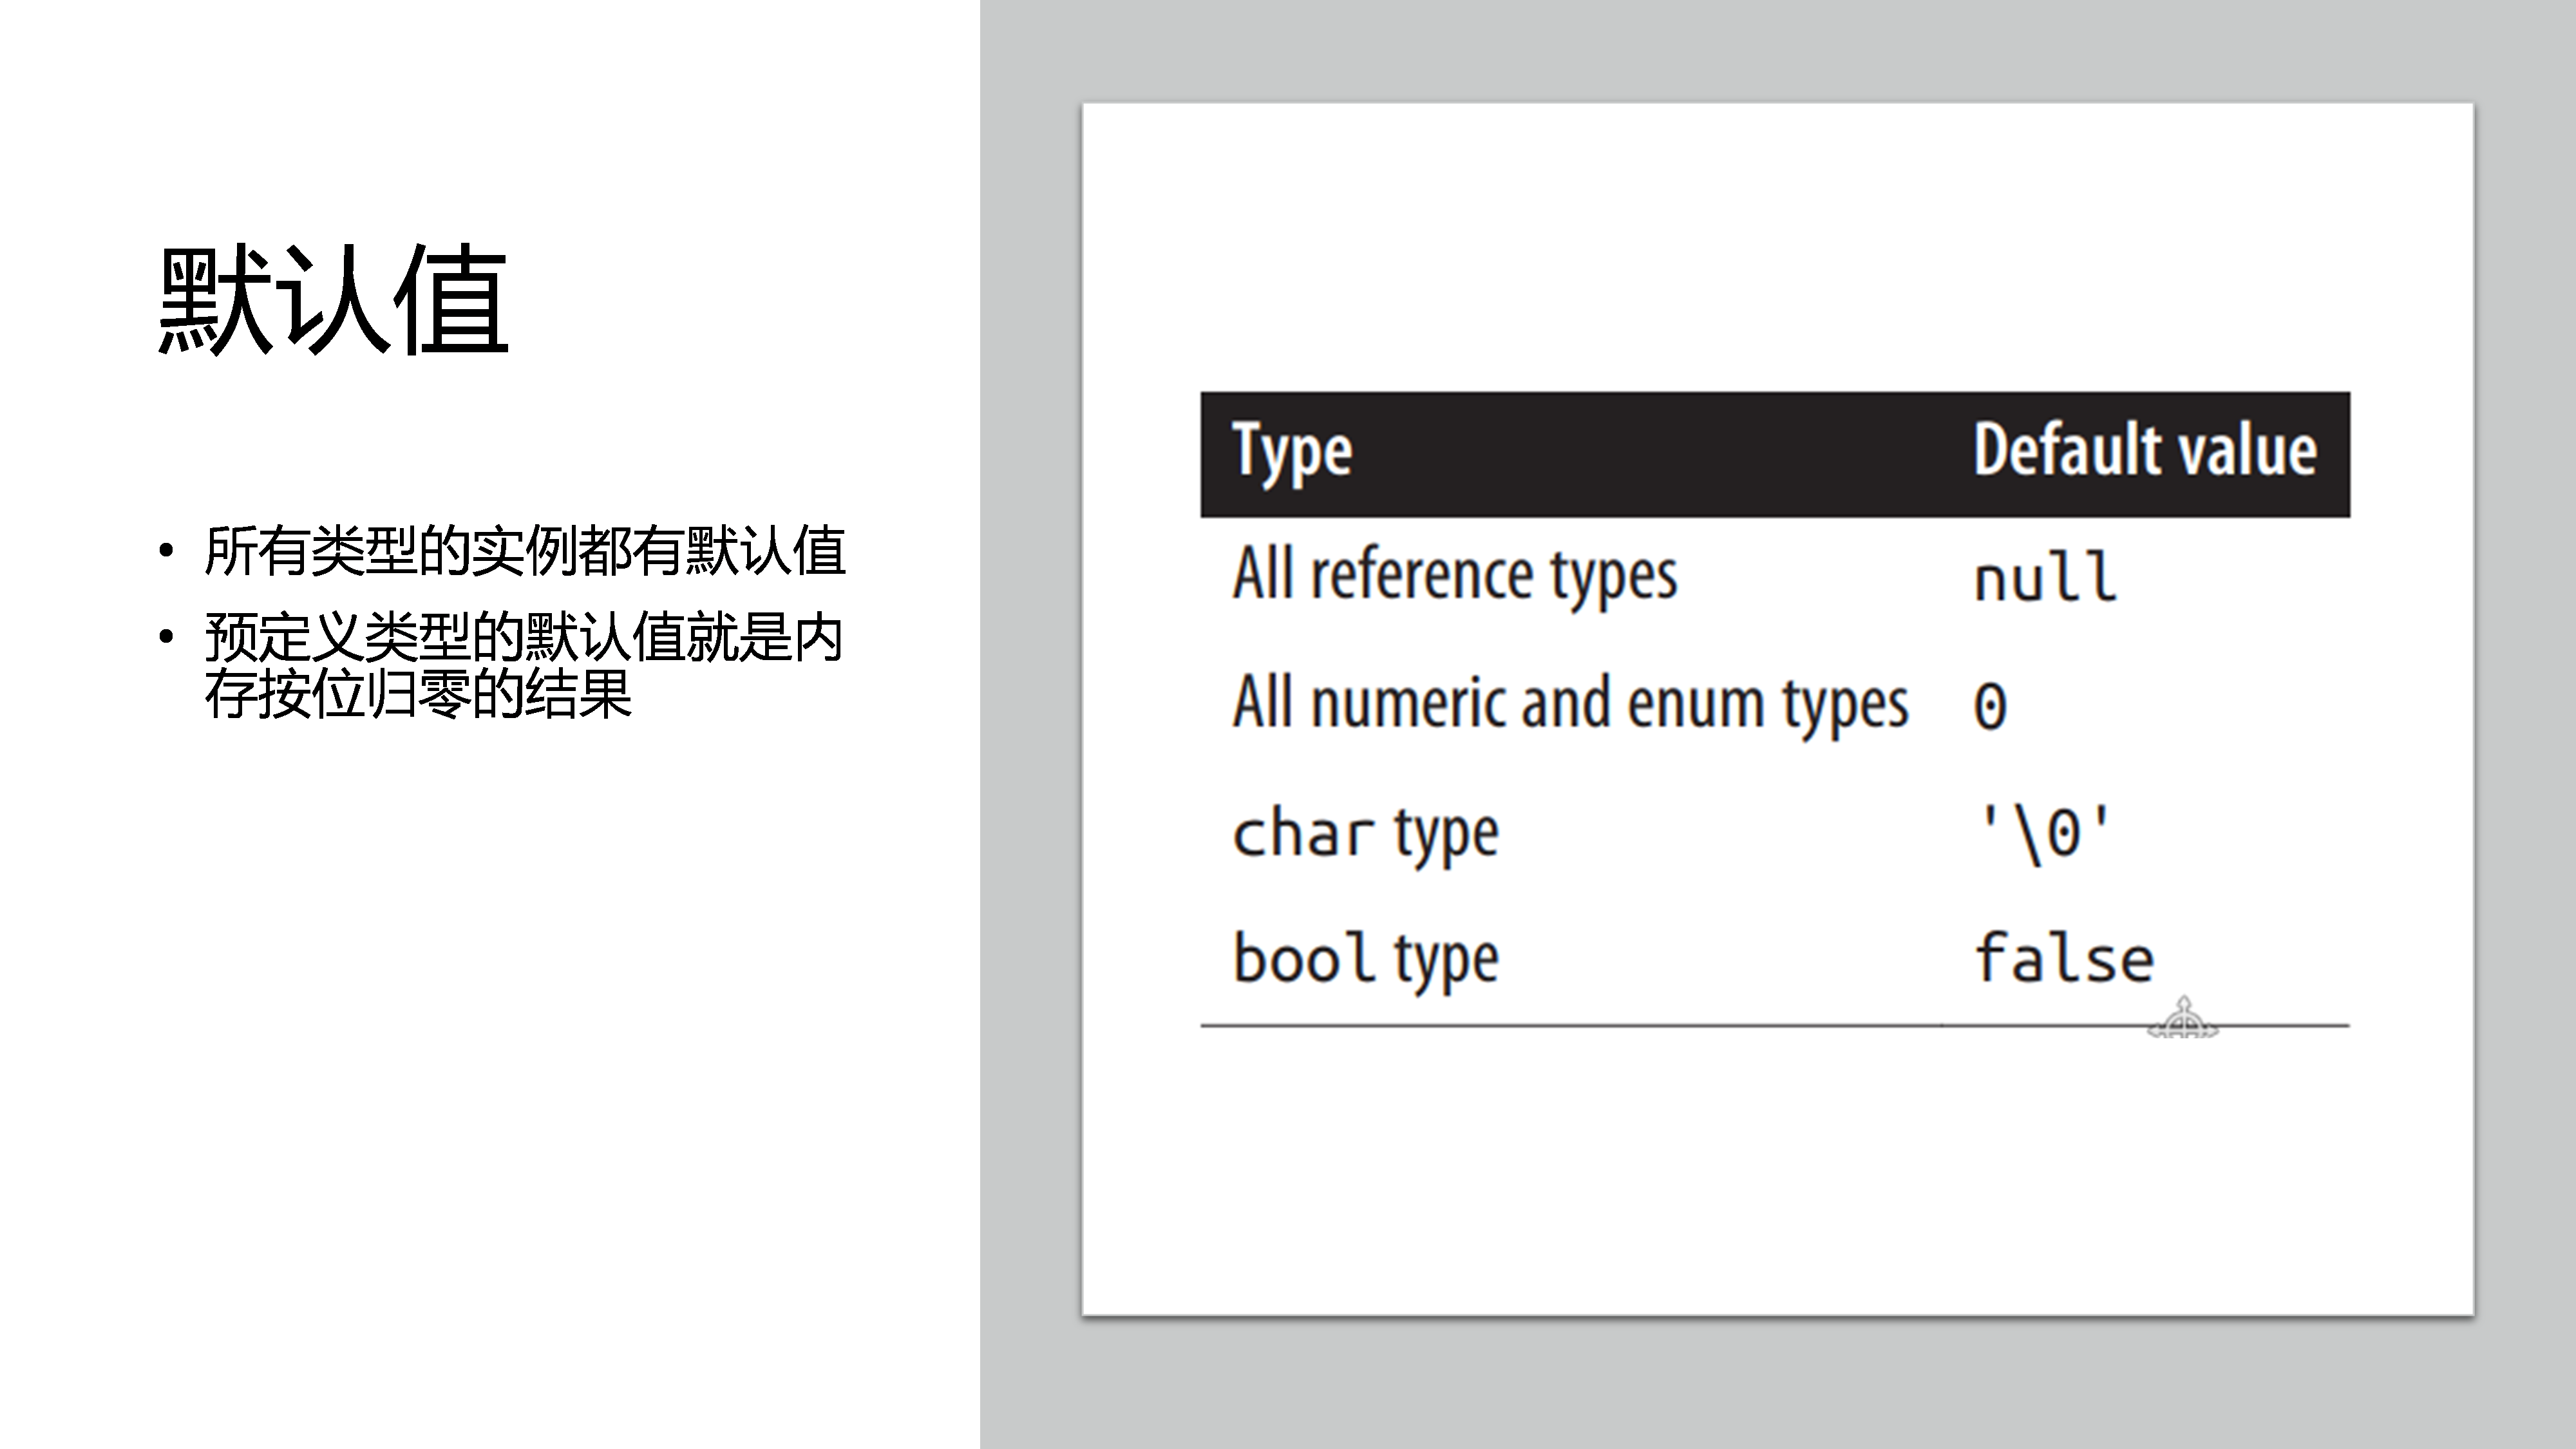 默认值
• 所有类型的实例都有默认值
• 预定义类型的默认值就是内
存按位归零的结果
Type Default value
All reference types null
All numeric and enum types 0
char type '\0'
bool type false